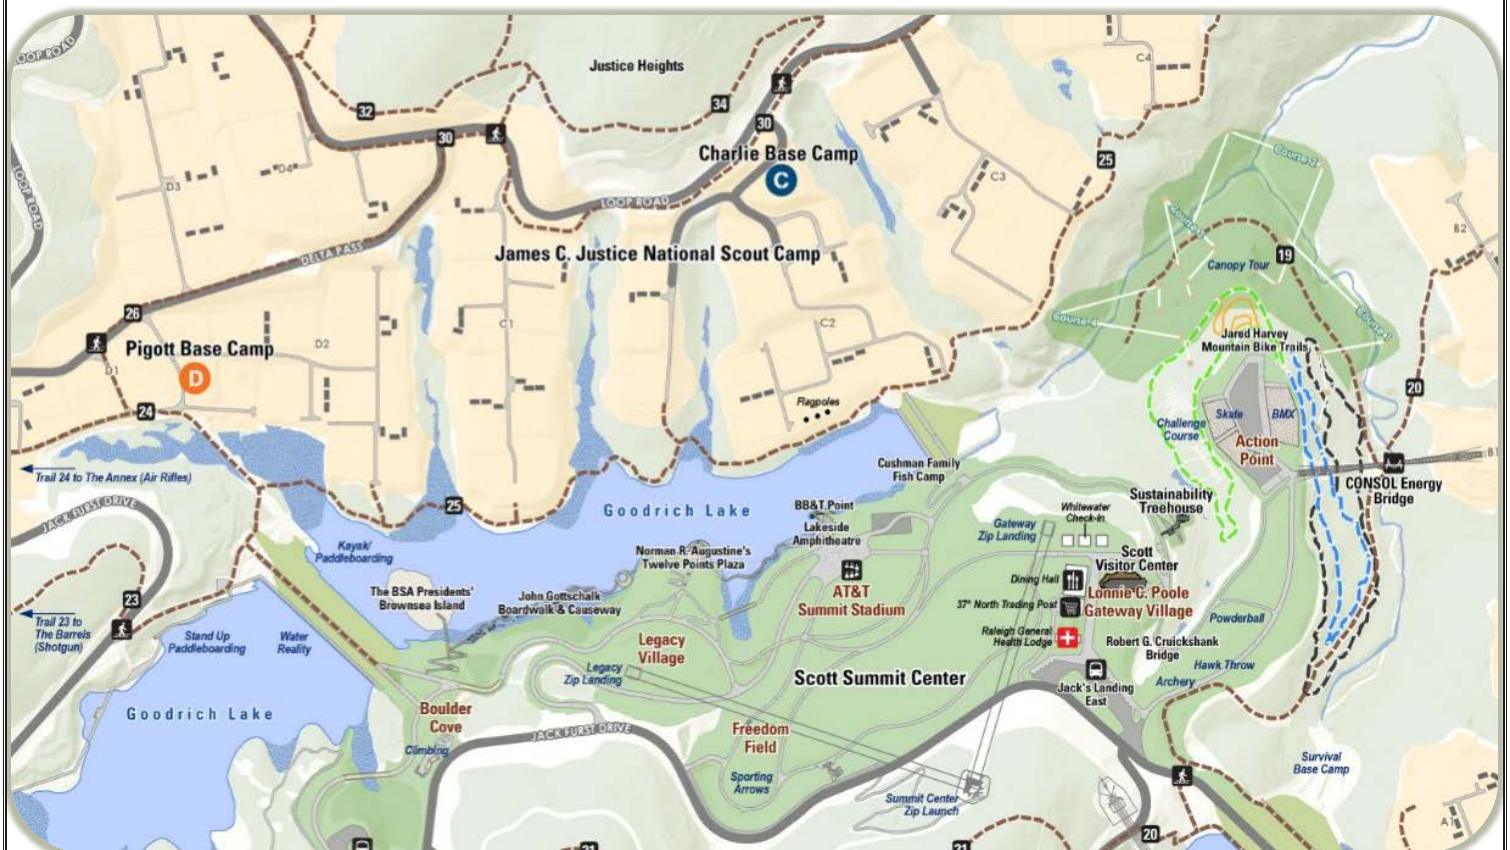 LOOP ROAD
Justice Heights
C4
32
34
30
30
Charlie Base Camp
C
25
Course 2
D3
D4
C3
LOOP ROAD
LOOP ROAD
B2
James C. Justice National Scout Camp
DELTA PASS
19
Canopy Tour
26
C1
C2
Course 4
Course 1
Pigott Base Camp
D
D1
D2
Jared Harvey
Mountain Bike Trails
20
24
Flagpoles
Skate
BMX
Challenge
Course
Action
Point
Trail 24 to The Annex (Air Rifles)
Cushman Family
Fish Camp
B1
CONSOL Energy
Bridge
JACK FURST DRIVE
25
Goodrich Lake
BB&T Point
Lakeside
Amphitheatre
Sustainability
Treehouse
Whitewater
Check-In
Gateway
Zip Landing
Kayak/
Paddleboarding
Norman R. Augustine's
Twelve Points Plaza
Scott
Visitor Center
Dining Hall
The BSA Presidents'
Brownsea Island
John Gottschalk
Boardwalk & Causeway
AT&T
Summit Stadium
37° North Trading Post
Lonnie C. Poole
Gateway Village
23
Trail 23 to
The Barrels
(Shotgun)
Stand Up
Paddleboarding
Water
Reality
Legacy
Village
Raleigh General
Health Lodge
Powderball
Robert G. Cruickshank
Bridge
Legacy
Zip Landing
Scott Summit Center
Hawk Throw
Archery
Jack's Landing
East
Goodrich Lake
Boulder
Cove
Climbing
JACK FURST DRIVE
Freedom
Field
Sporting
Arrows
Survival
Base Camp
Summit Center
Zip Launch
A1
20
21
21